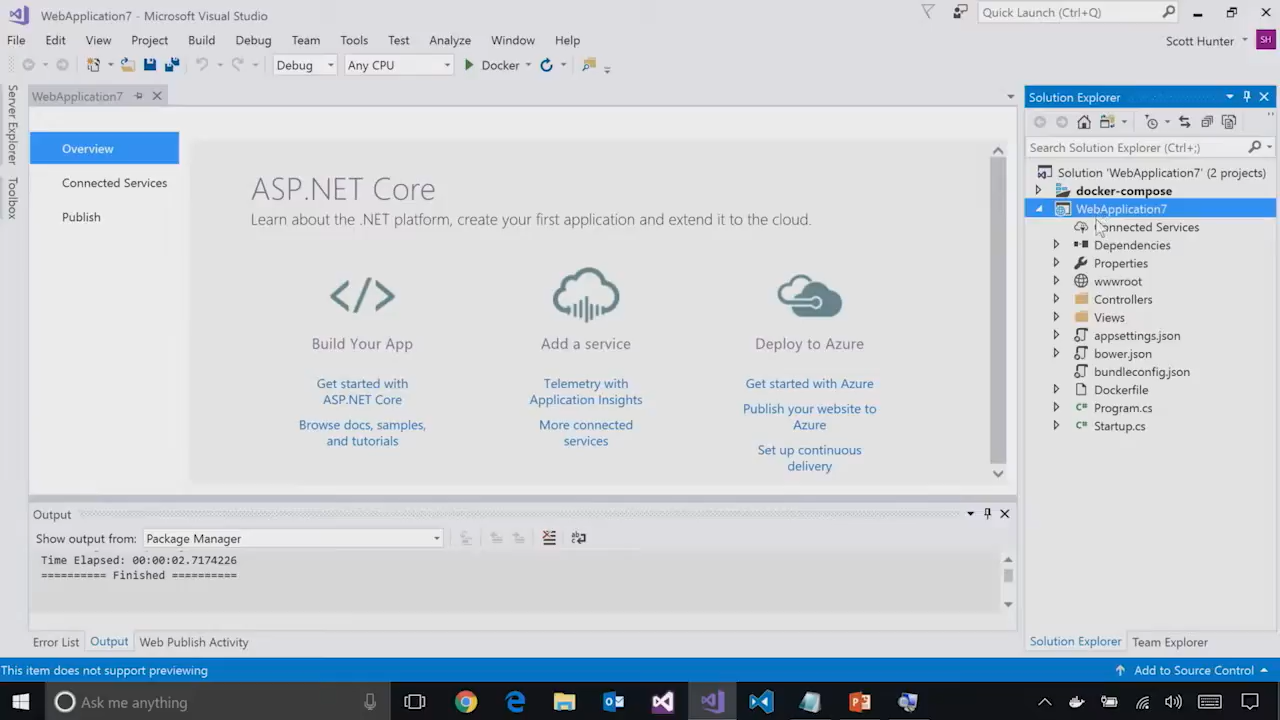 WebApplication7 - Microsoft Visual Studio
Quick Launch (Ctrl+Q)
File Edit View Project Build Debug Team Tools Test Analyze Window Help
Scott Hunter
SH
Debug
Any CPU
Docker
Server Explorer
Toolbox
WebApplication7
Overview
Connected Services
Publish
ASP.NET Core
Learn about the .NET platform, create your first application and extend it to the cloud.
Build Your App
Get started with
ASP.NET Core
Browse docs, samples,
and tutorials
Add a service
Telemetry with
Application Insights
More connected
services
Deploy to Azure
Get started with Azure
Publish your website to
Azure
Set up continuous
delivery
Output
Show output from: Package Manager
Time Elapsed: 00:00:02.7174226
========== Finished ==========
Error List Output Web Publish Activity
Solution Explorer
Search Solution Explorer (Ctrl+;)
Solution 'WebApplication7' (2 projects)
docker-compose
WebApplication7
Connected Services
Dependencies
Properties
wwwroot
Controllers
Views
appsettings.json
bower.json
bundleconfig.json
Dockerfile
C# Program.cs
C# Startup.cs
Solution Explorer Team Explorer
This item does not support previewing
Add to Source Control
Ask me anything